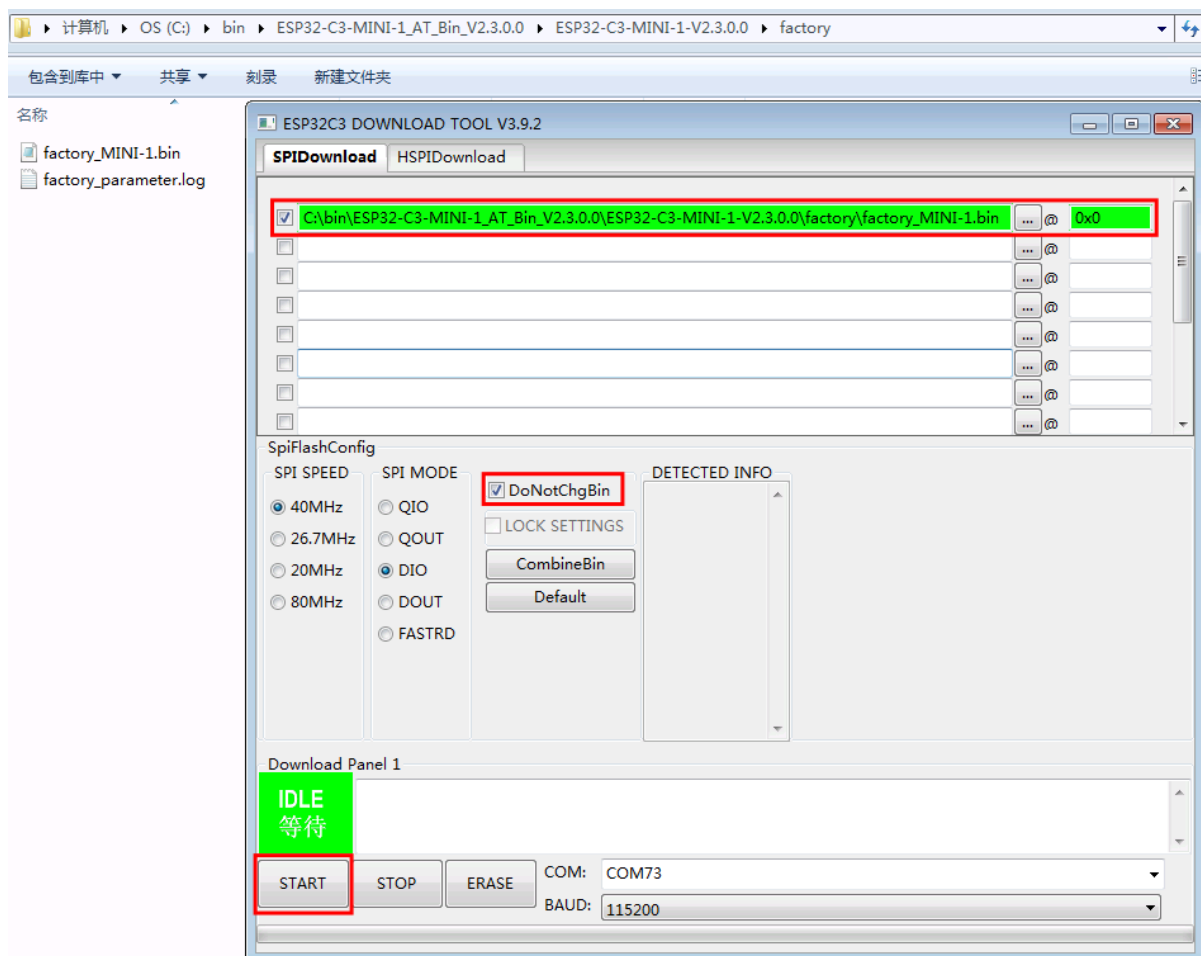 计算机 ▸ OS (C:) ▸ bin ▸ ESP32-C3-MINI-1_AT_Bin_V2.3.0.0 ▸ ESP32-C3-MINI-1-V2.3.0.0 ▸ factory
包含到库中 共享 刻录 新建文件夹
名称
factory_MINI-1.bin
factory_parameter.log
ESP32C3 DOWNLOAD TOOL V3.9.2
SPIDownload HSPIDownload
C:\bin\ESP32-C3-MINI-1_AT_Bin_V2.3.0.0\ESP32-C3-MINI-1-V2.3.0.0\factory\factory_MINI-1.bin ... @ 0x0
... @
... @
... @
... @
... @
... @
... @
SpiFlashConfig
SPI SPEED
40MHz
26.7MHz
20MHz
80MHz
SPI MODE
QIO
QOUT
DIO
DOUT
FASTRD
DoNotChgBin
LOCK SETTINGS
CombineBin
Default
DETECTED INFO
Download Panel 1
IDLE
等待
START STOP ERASE
COM: COM73
BAUD: 115200